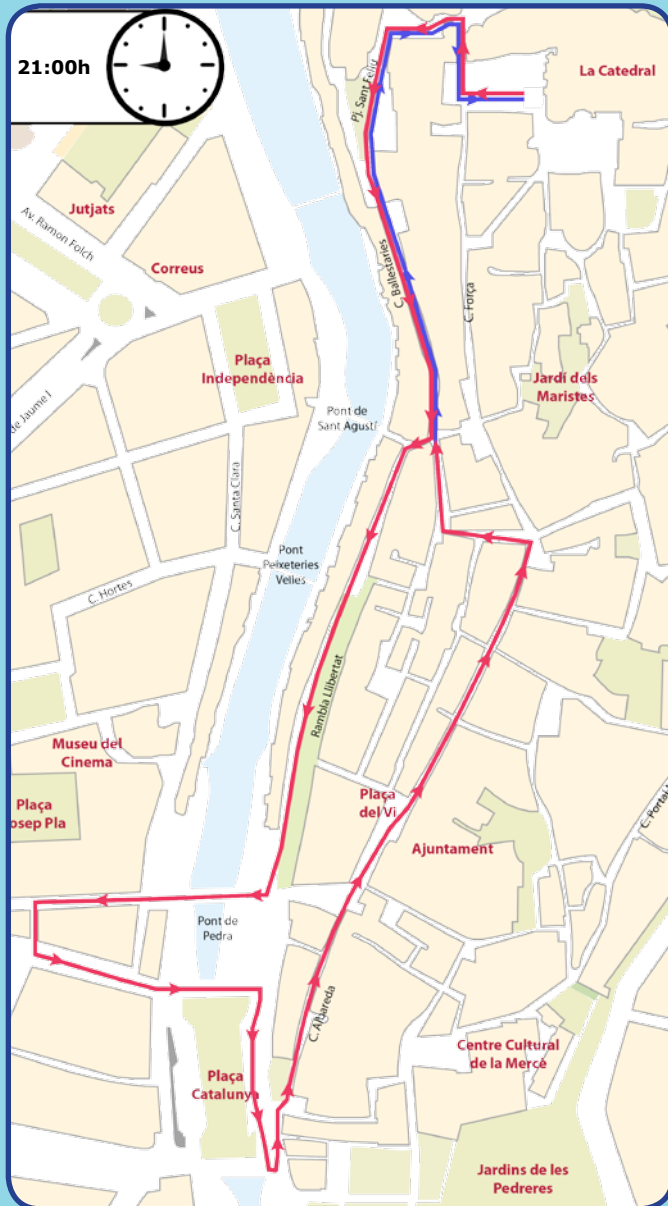 21:00h
La Catedral
Pj. Sant Feliu
Jutjats
Av. Ramon Folch
Correus
C. Ballestaries
C. Força
Plaça
Independència
Jardí dels
Maristes
de Jaume I
Pont de
Sant Agustí
C. Santa Clara
Pont
Peixeteries
Velles
C. Hortes
Rambla Llibertat
Museu del
Cinema
Plaça
osep Pla
Plaça
del Vi
C. Portal
Ajuntament
Pont de
Pedra
C. Albareda
Centre Cultural
de la Mercè
Plaça
Catalunya
Jardins de les
Pedreres